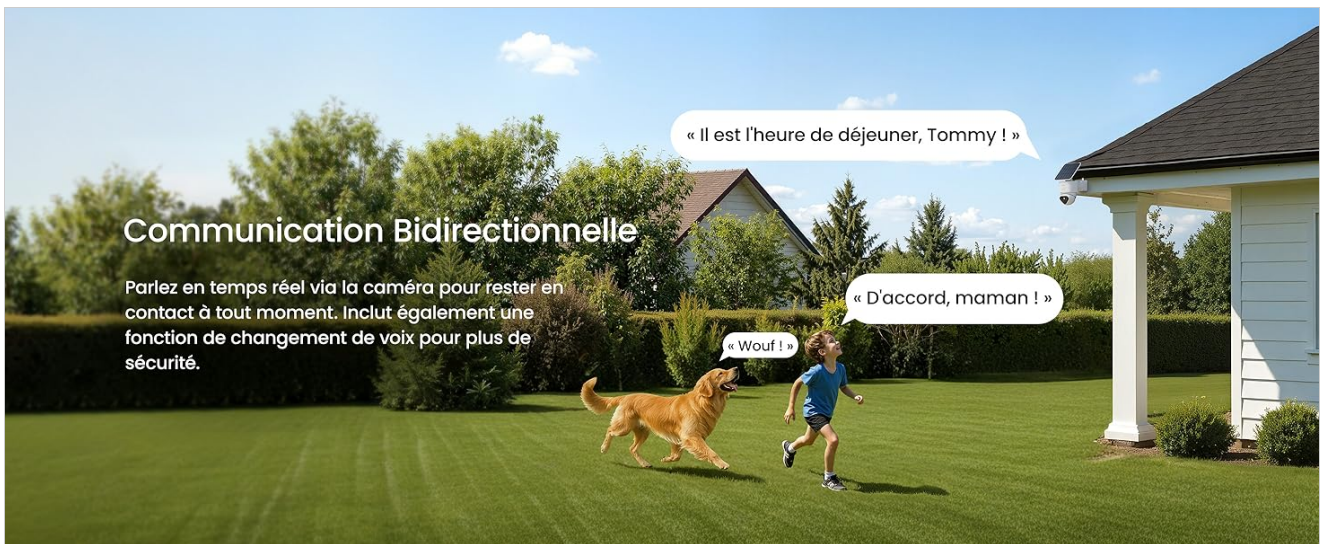 Communication Bidirectionnelle
Parlez en temps réel via la caméra pour rester en
contact à tout moment. Inclut également une
fonction de changement de voix pour plus de
sécurité.
« Il est l'heure de déjeuner, Tommy ! »
« D'accord, maman ! »
« Wouf ! »